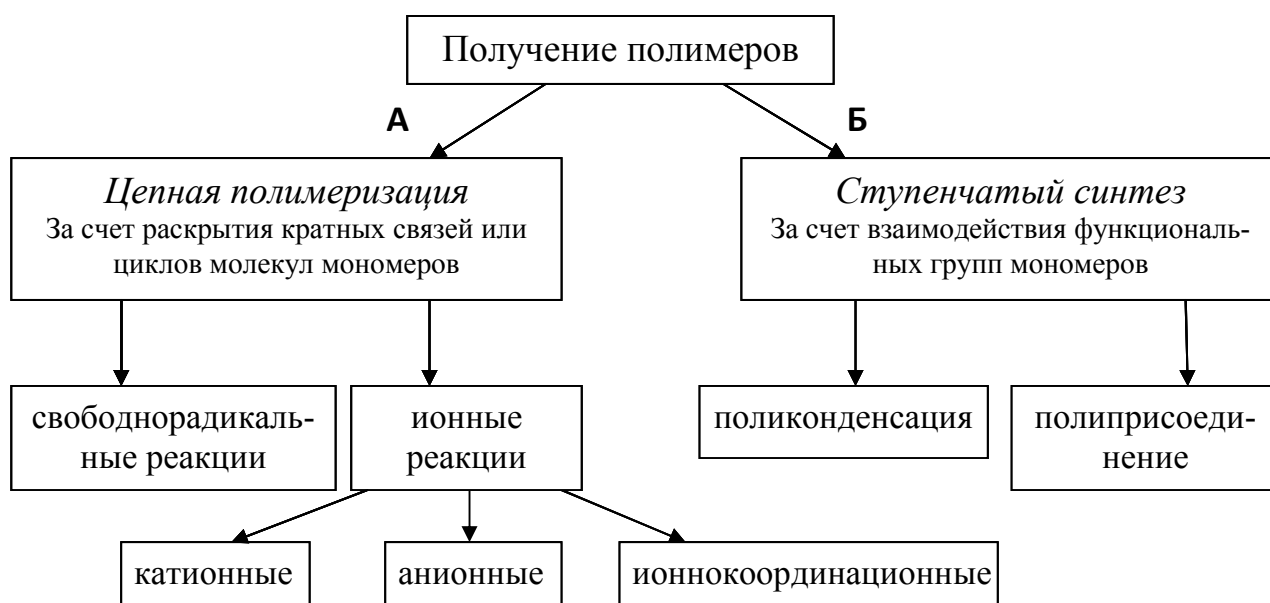 Получение полимеров
А
Б
Цепная полимеризация
За счет раскрытия кратных связей или
циклов молекул мономеров
Ступенчатый синтез
За счет взаимодействия функциональ-
ных групп мономеров
свободнорадикаль-
ные реакции
ионные
реакции
поликонденсация
полиприсоеди-
нение
катионные
анионные
ионнокоординационные